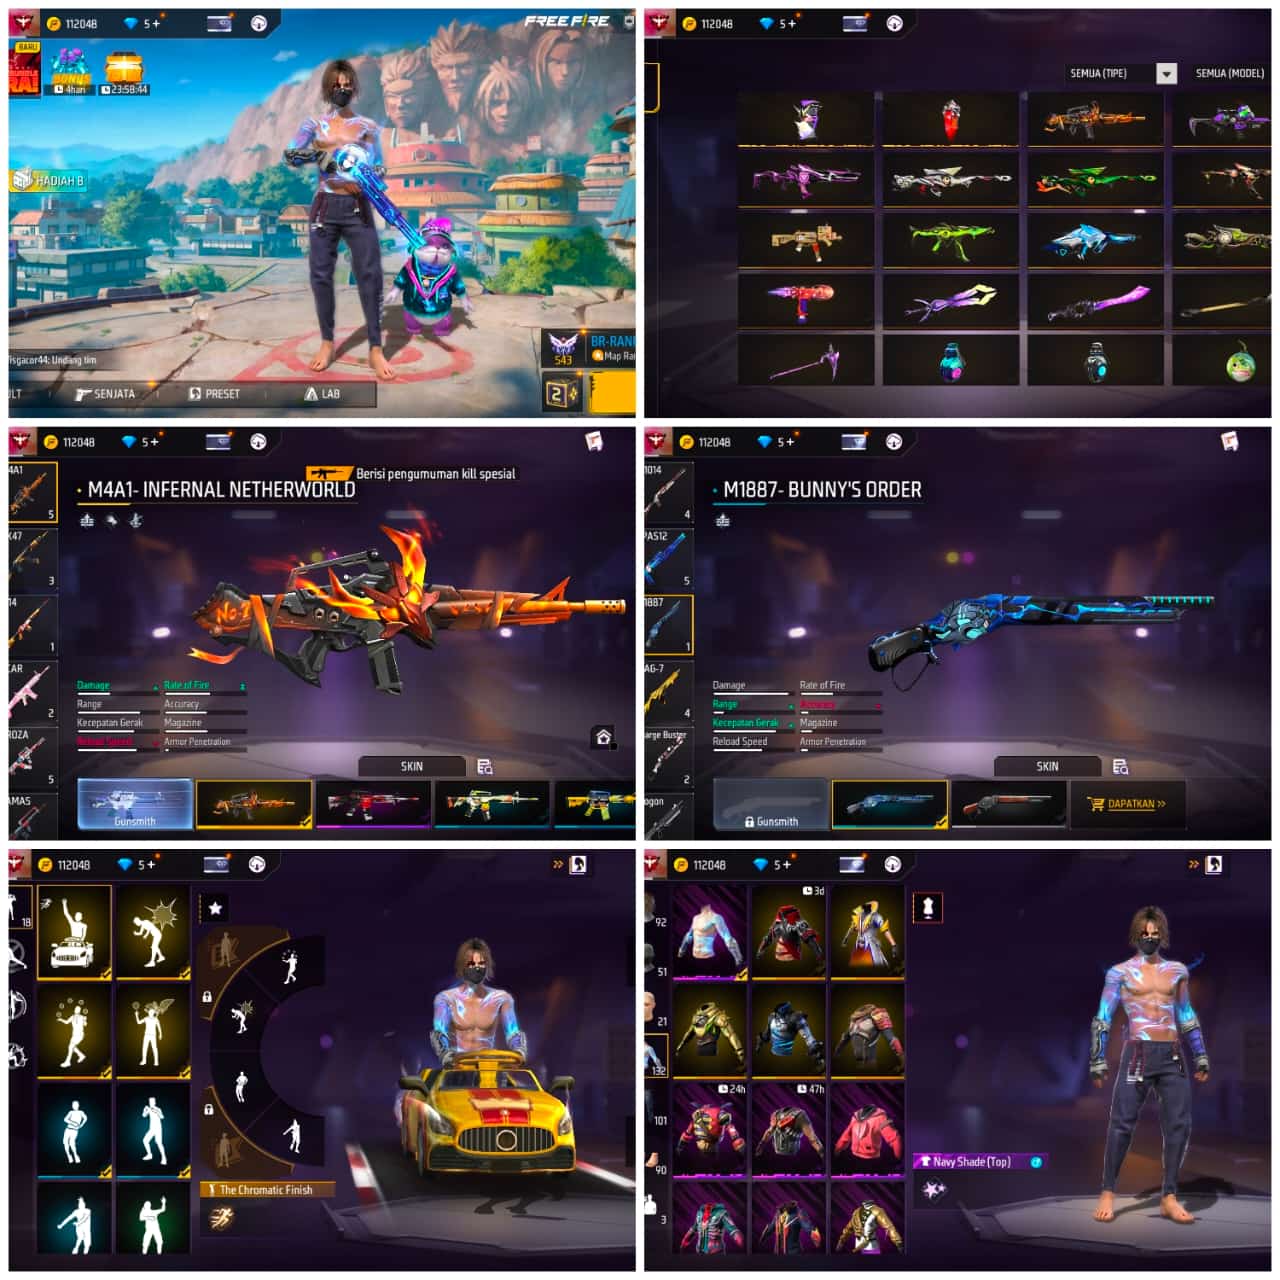 112048
5+
FREE FIRE
BARU
BONUS
4hari
23:58:44
HADIAH B
isgacor44: Undang tim
543
BR-RAN
Map Ra
2
ULT
SENJATA
PRESET
LAB
112048
5+
SEMUA (TIPE)
SEMUA (MODEL)
112048
5+
Berisi pengumuman kill spesial
M4A1- INFERNAL NETHERWORLD
4A1
5
K47
3
14
1
CAR
2
ROZA
5
AMAS
No.7
Damage
Rate of Fire
Range
Accuracy
Kecepatan Gerak
Magazine
Reload Speed
Armor Penetration
SKIN
Gunsmith
112048
5+
M1887- BUNNY'S ORDER
1014
4
PAS12
5
1887
1
AG-7
4
arge Buster
2
ogon
Damage
Rate of Fire
Range
Accuracy
Kecepatan Gerak
Magazine
Reload Speed
Armor Penetration
SKIN
Gunsmith
DAPATKAN >>
112048
5+
18
The Chromatic Finish
112048
5+
92
51
21
132
101
90
3
3d
24h
47h
Navy Shade (Top)